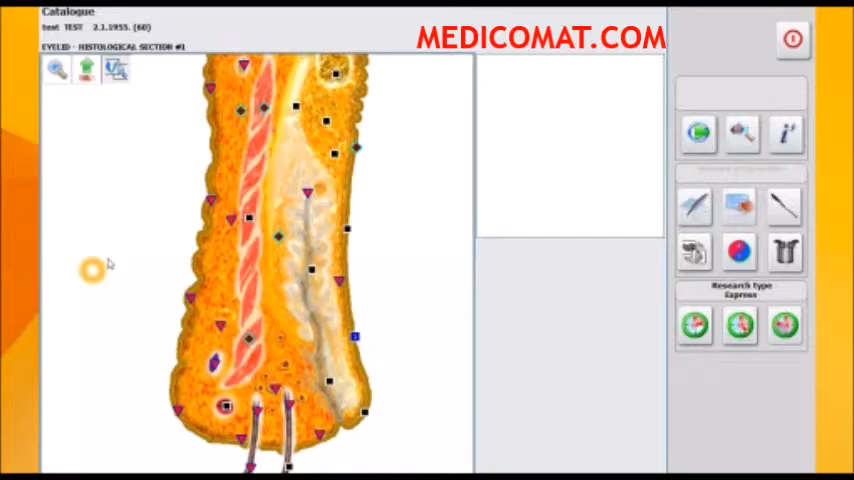 Catalogue
test TEST 2.1.1955. (60)
MEDICOMAT.COM
EYELID - HISTOLOGICAL SECTION #1
Research type
Express